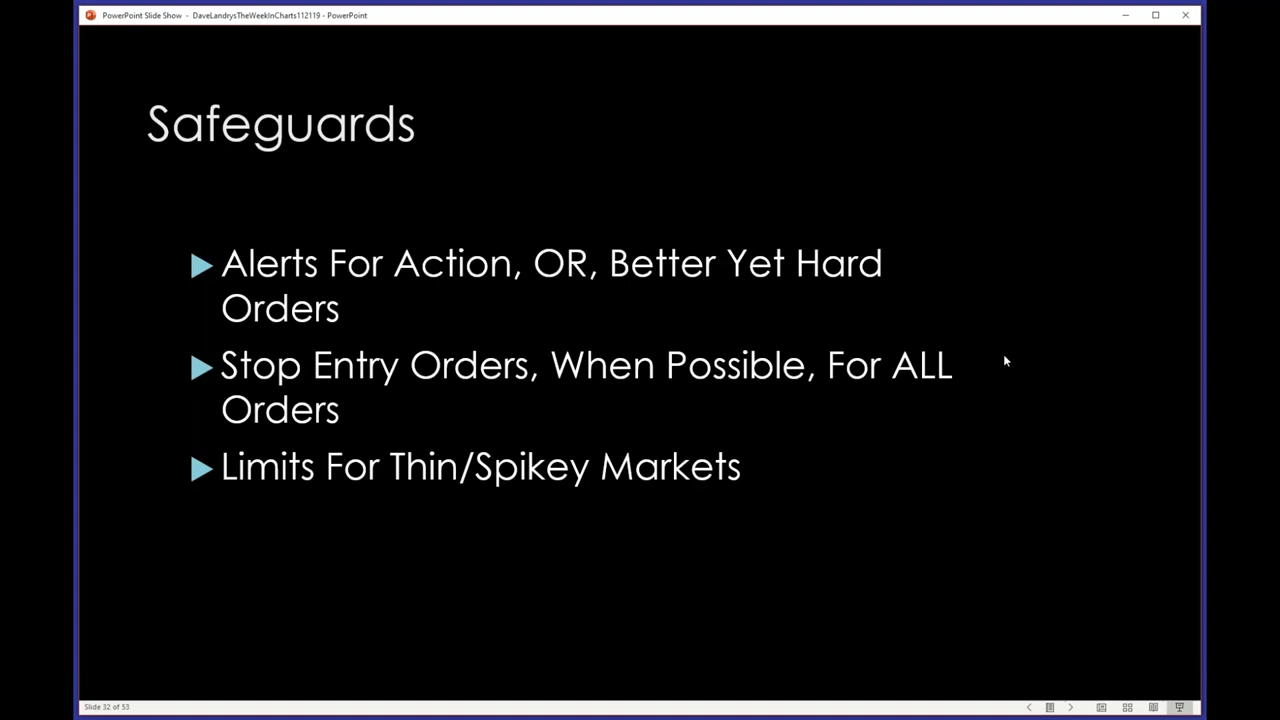 PowerPoint Slide Show - DaveLandrysTheWeekInCharts112119 - PowerPoint
Safeguards
Alerts For Action, OR, Better Yet Hard
Orders
Stop Entry Orders, When Possible, For ALL
Orders
Limits For Thin/Spikey Markets
Slide 32 of 53